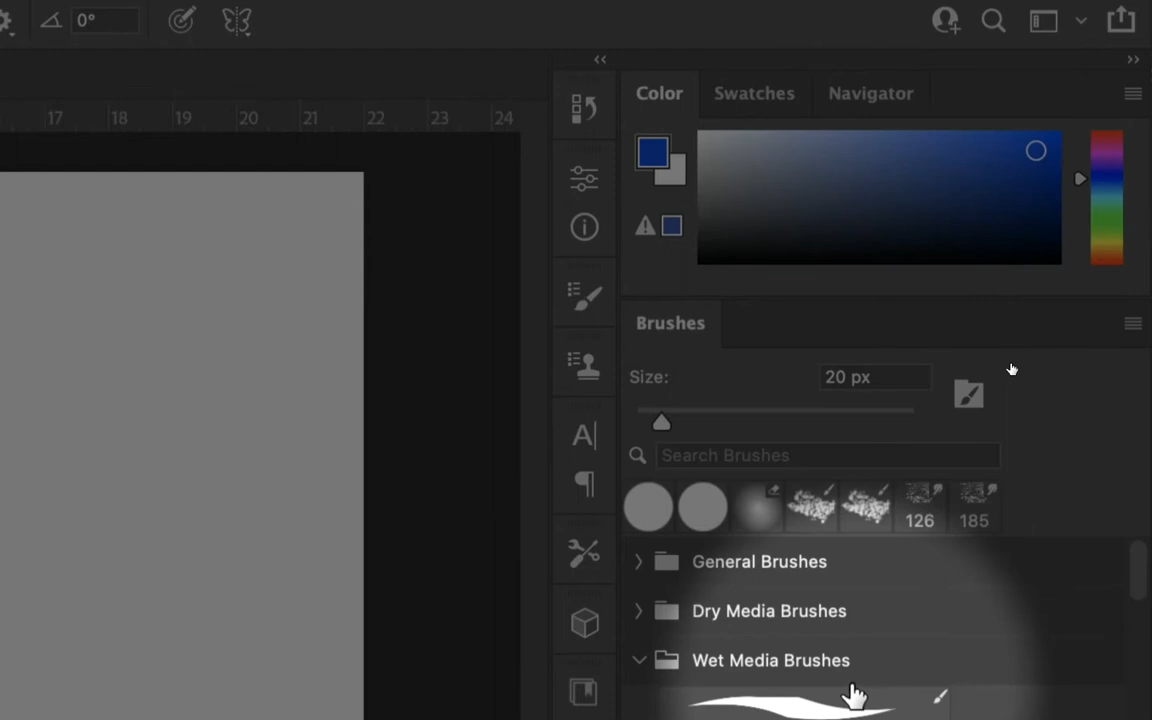 0°
17 18 19 20 21 22 23 24
Color Swatches Navigator
Brushes
Size: 20 px
Search Brushes
126 185
General Brushes
Dry Media Brushes
Wet Media Brushes